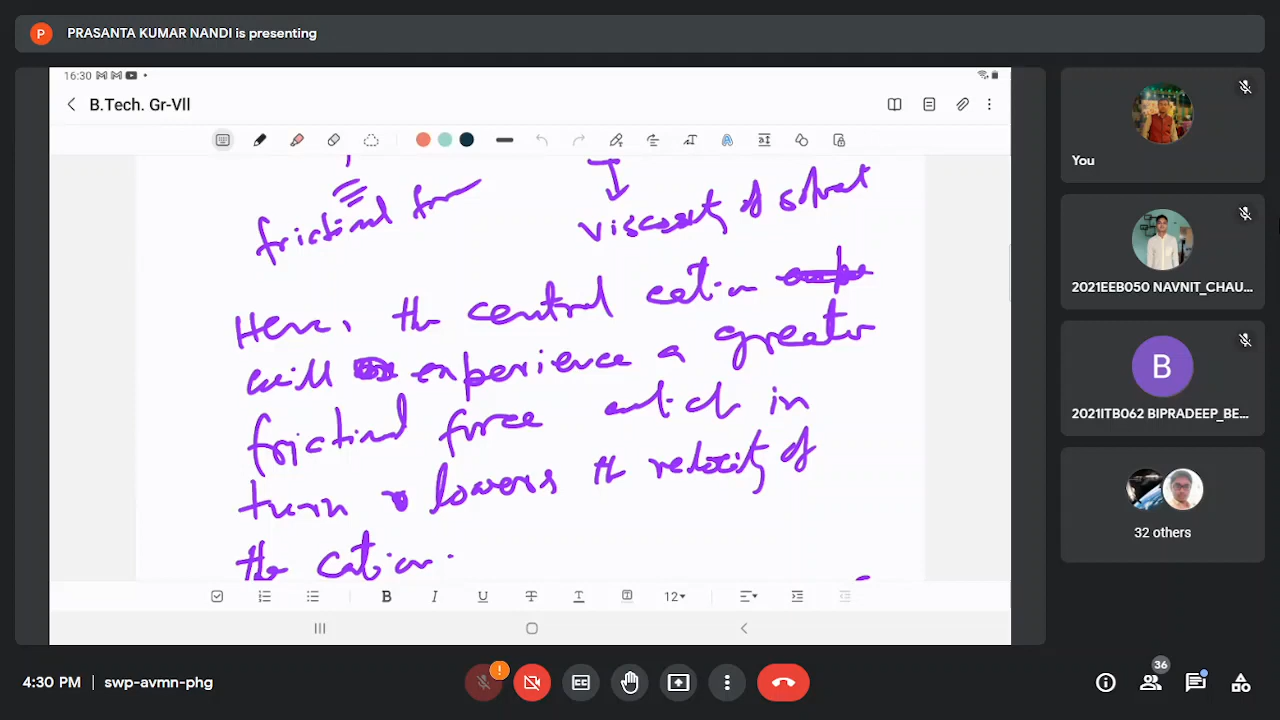 P
PRASANTA KUMAR NANDI is presenting
16:30
B.Tech. Gr-VII
frictional force
viscosity of solvent
Here, the central cation
will experience a greater
frictional force which in
turn lowers the velocity of
the cation.
B I U T T 12
You
2021EEB050 NAVNIT_CHAU...
B
2021ITB062 BIPRADEEP_BE...
32 others
4:30 PM | swp-avmn-phg
!
CC
36